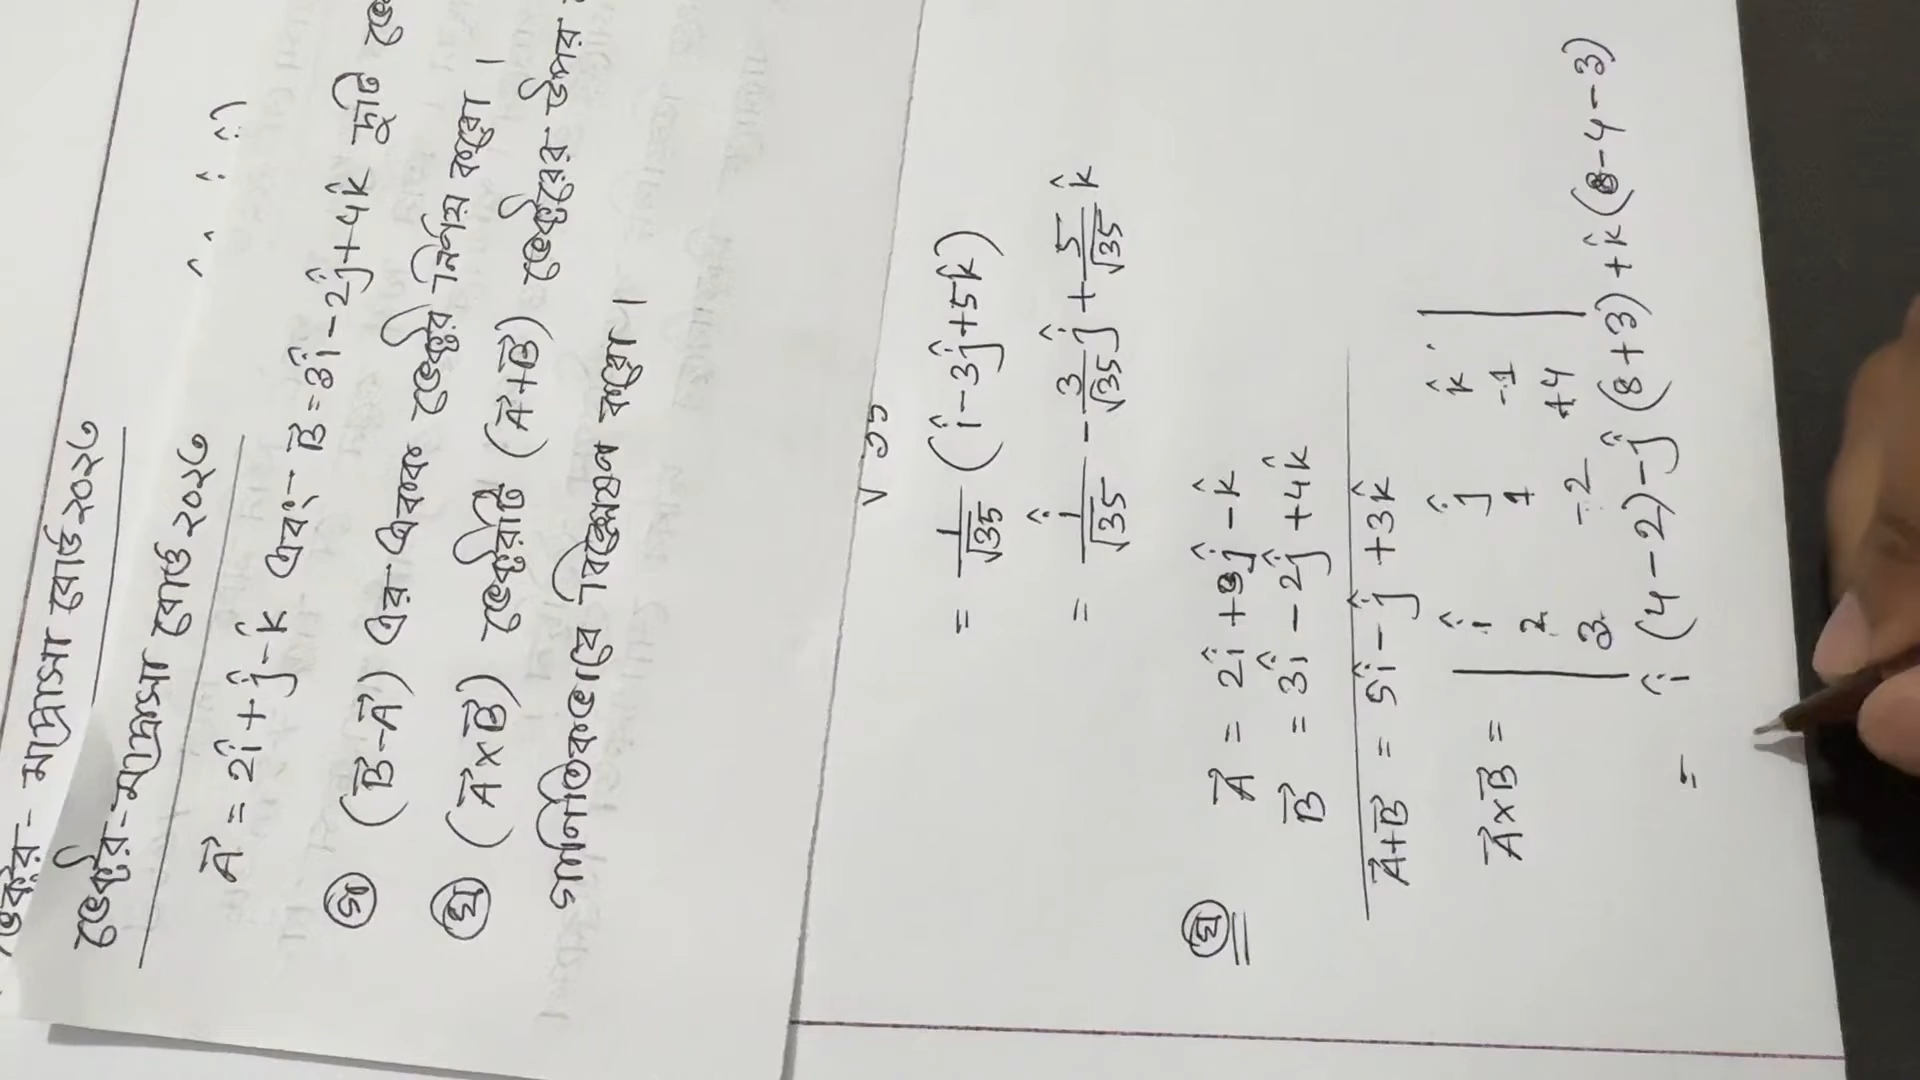 ভেক্টর - মাদ্রাসা বোর্ড ২০২৩
ভেক্টর - মাদ্রাসা বোর্ড ২০২৩
A⃗ = 2î + ĵ - k̂ এবং B⃗ = 3î - 2ĵ + 4k̂ দুটি
গ (B⃗ - A⃗) এর একক ভেক্টর নির্ণয় করো।
ঘ (A⃗ × B⃗) ভেক্টরটি (A⃗ + B⃗) ভেক্টরের উপর
গাণিতিকভাবে বিশ্লেষণ করো।
√35
= 1/√35 (î - 3ĵ + 5k̂)
= î/√35 - 3/√35 ĵ + 5/√35 k̂
ঘ
A⃗ = 2î + ĵ - k̂
B⃗ = 3î - 2ĵ + 4k̂
A⃗ + B⃗ = 5î - ĵ + 3k̂
A⃗ × B⃗ = | î ĵ k̂
2 1 -1
3 -2 +4 |
= î (4 - 2) - ĵ (8 + 3) + k̂ (8 - 4 - 3)